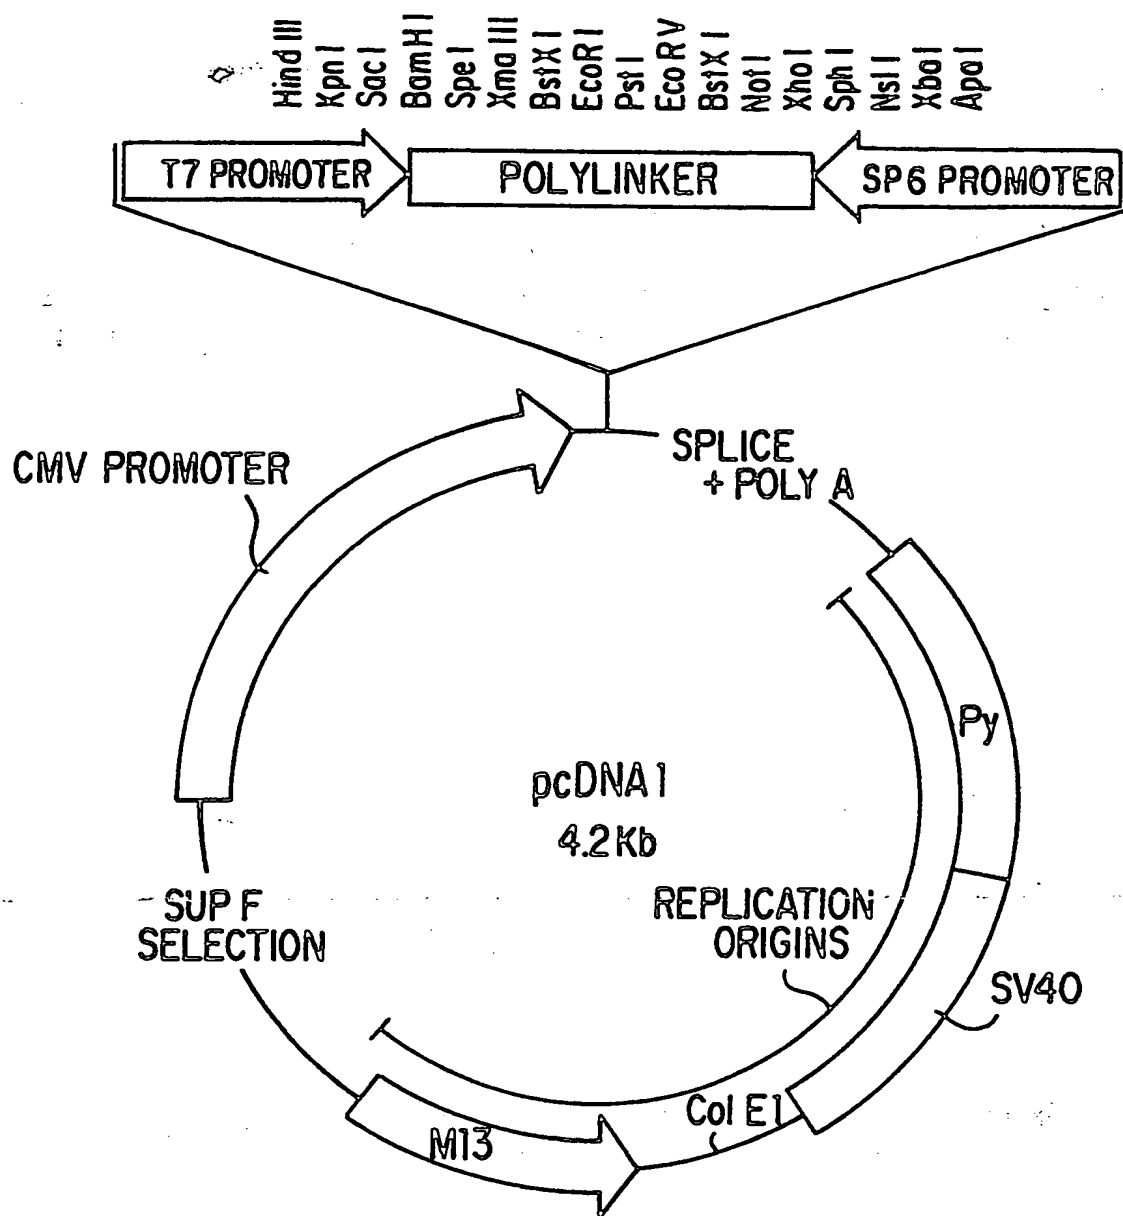 Hind III
Kpn I
Sac I
BamH I
Spe I
Xma III
BstX I
EcoR I
Pst I
Eco RV
BstX I
Not I
Xho I
Sph I
Nsi I
Xba I
Apa I
T7 PROMOTER
POLYLINKER
SP6 PROMOTER
CMV PROMOTER
SPLICE
+ POLY A
Py
pcDNA1
4.2Kb
SUP F
SELECTION
REPLICATION
ORIGINS
SV40
Col E1
M13